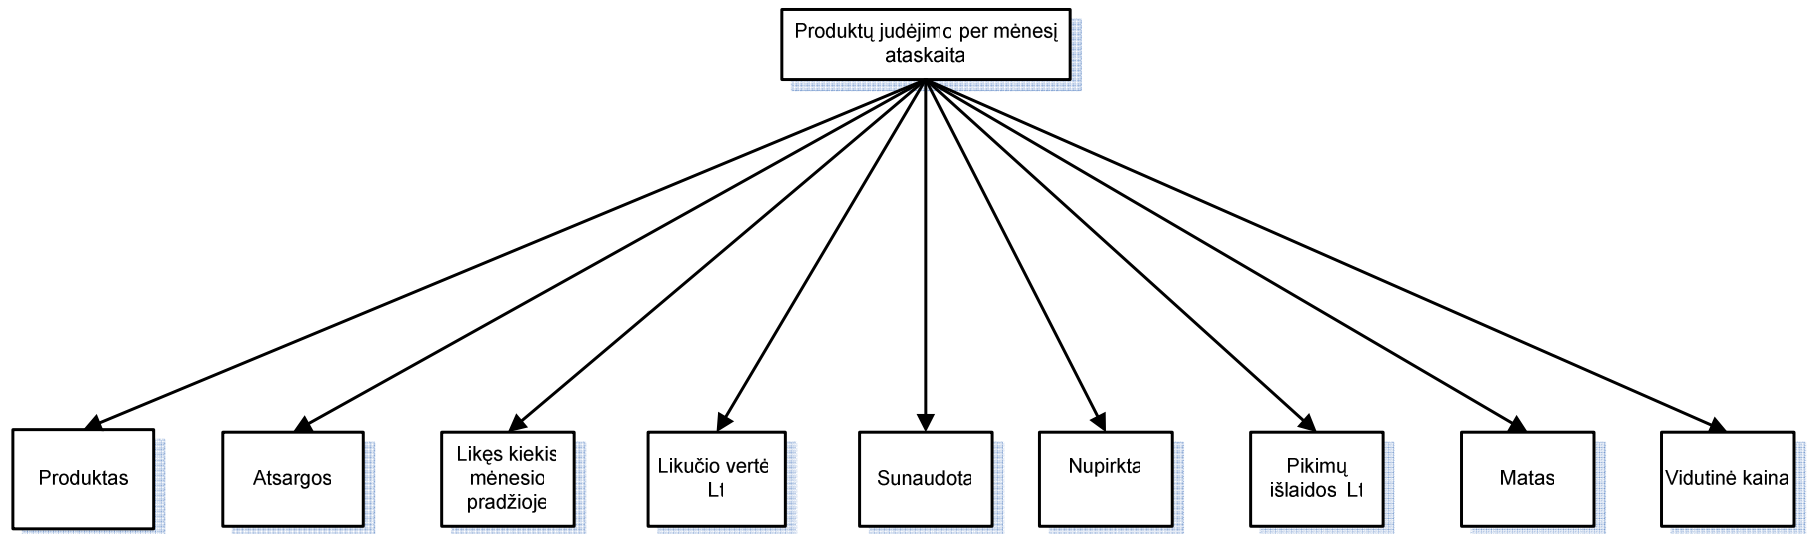 Produktų judėjimo per mėnesį
ataskaita
Produktas
Atsargos
Likęs kiekis
mėnesio
pradžioje
Likučio vertė
Lt
Sunaudota
Nupirkta
Pikimų
išlaidos Lt
Matas
Vidutinė kaina